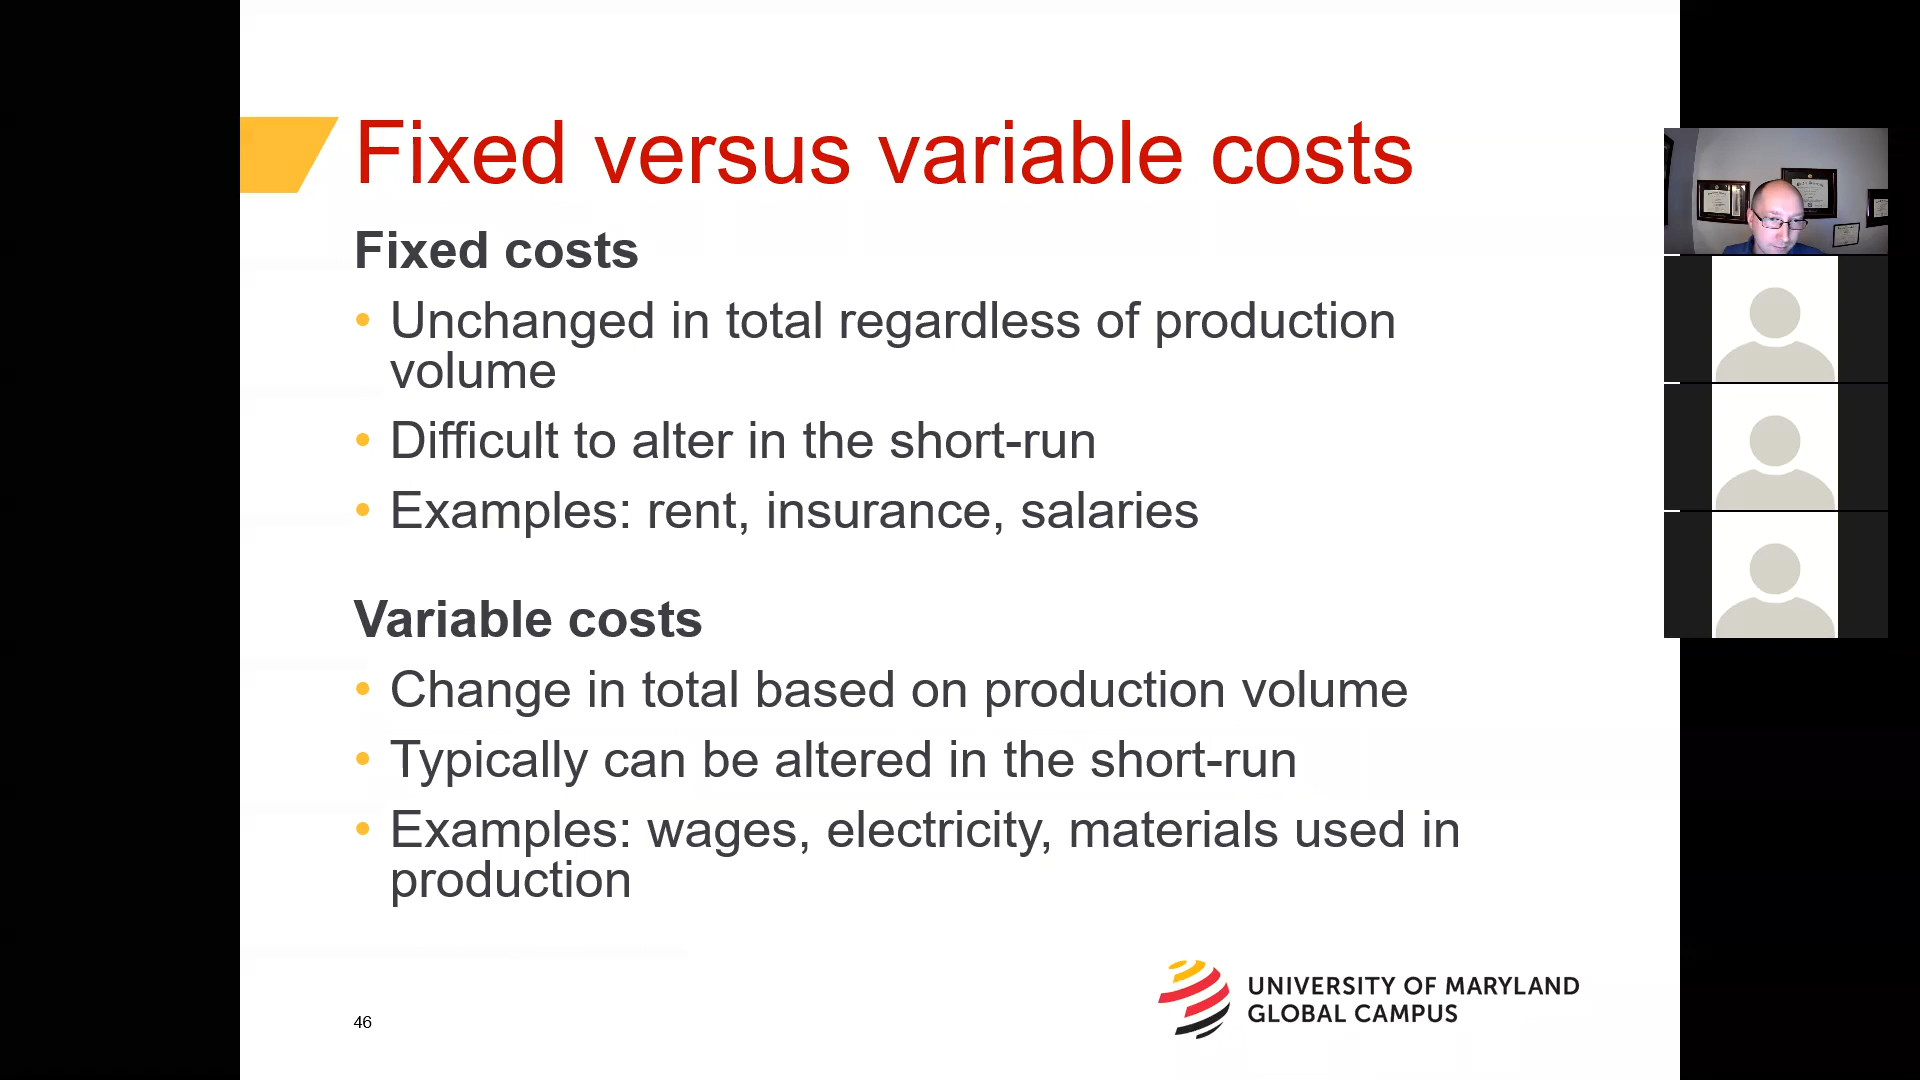 Fixed versus variable costs
Fixed costs
• Unchanged in total regardless of production
volume
• Difficult to alter in the short-run
• Examples: rent, insurance, salaries
Variable costs
• Change in total based on production volume
• Typically can be altered in the short-run
• Examples: wages, electricity, materials used in
production
UNIVERSITY OF MARYLAND
GLOBAL CAMPUS
46